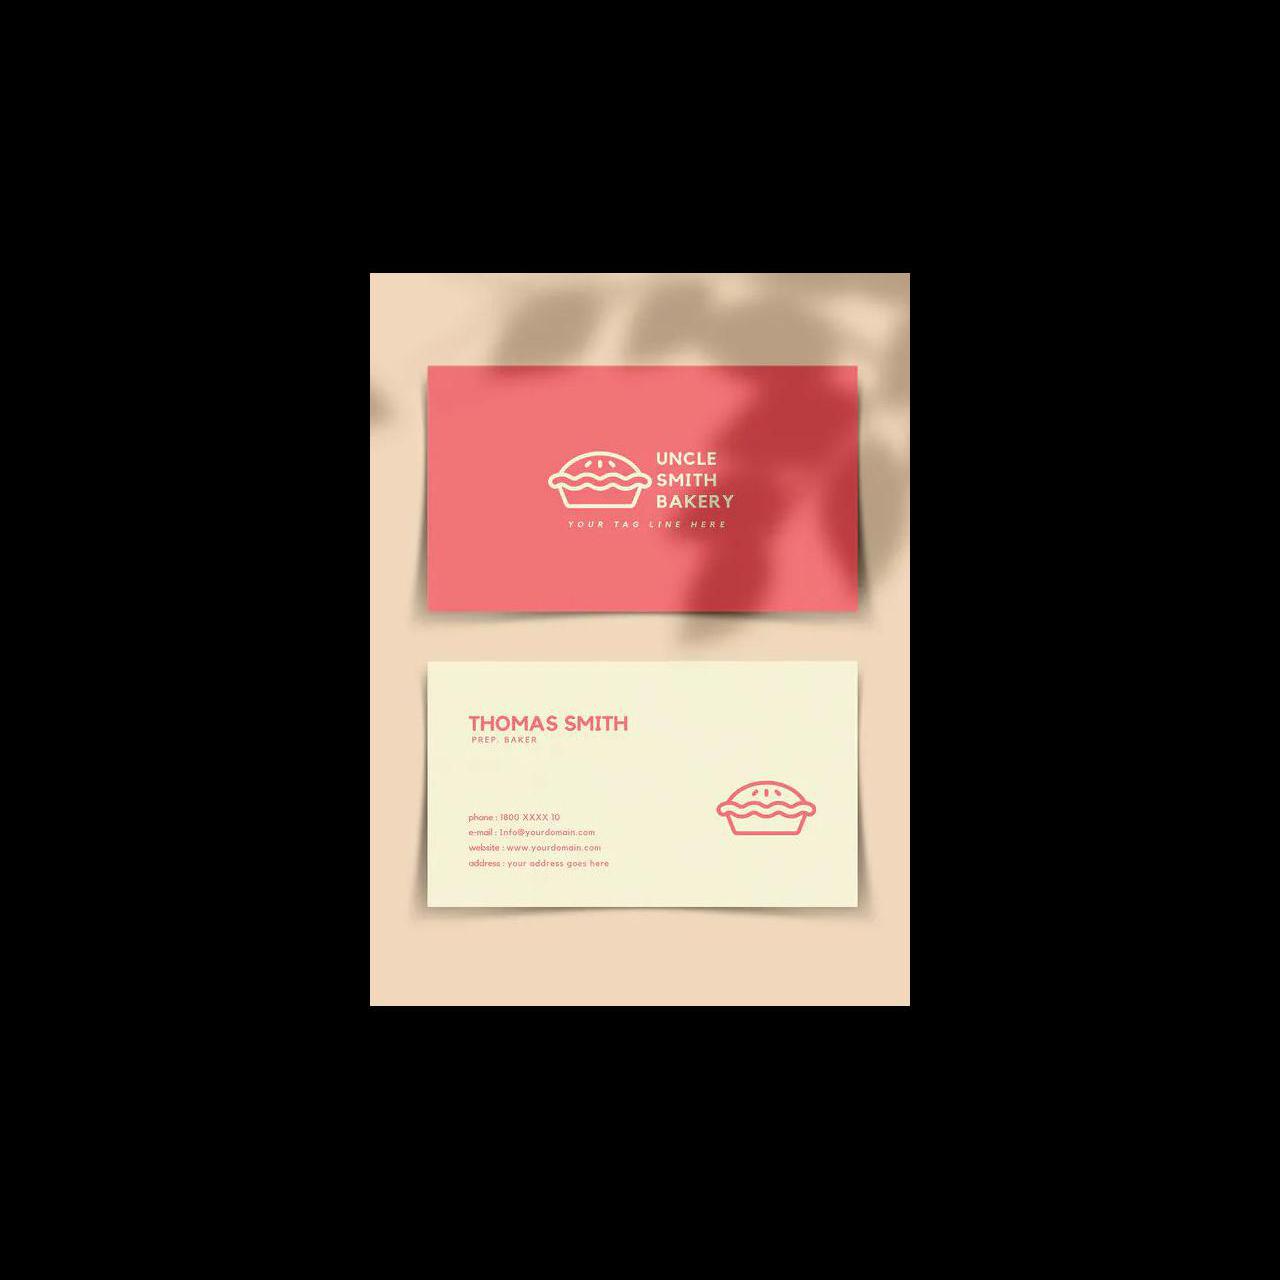 UNCLE
SMITH
BAKERY
YOUR TAG LINE HERE
THOMAS SMITH
PREP. BAKER
phone : 1800 XXXX 10
e-mail : Info@yourdomain.com
website : www.yourdomain.com
address : your address goes here